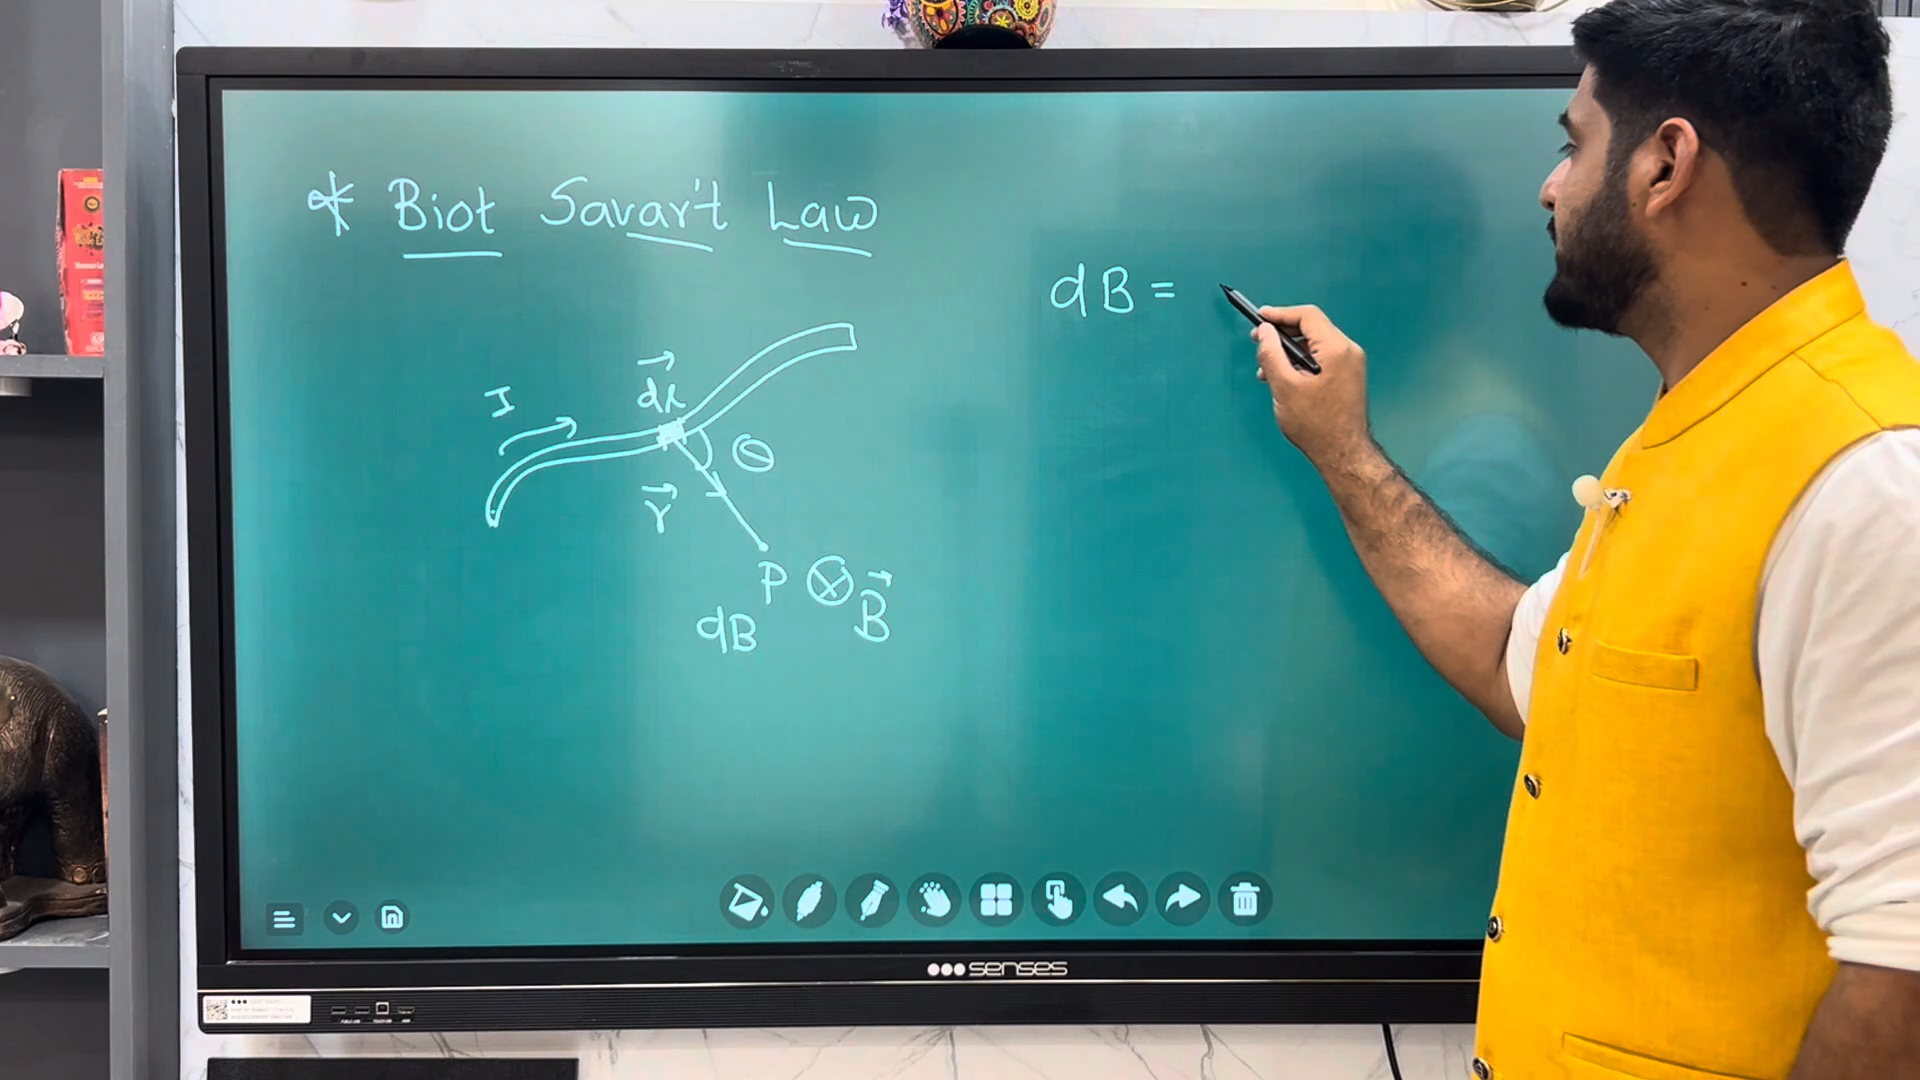 * Biot Savart Law
dB =
I
dl
θ
r
P ⊗ B
dB
senses